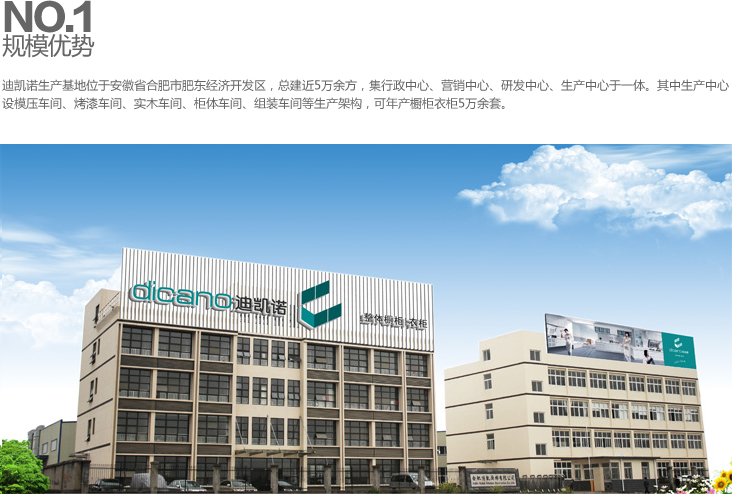 NO.1
规模优势
迪凯诺生产基地位于安徽省合肥市肥东经济开发区，总建近5万余方，集行政中心、营销中心、研发中心、生产中心于一体。其中生产中心
设模压车间、烤漆车间、实木车间、柜体车间、组装车间等生产架构，可年产橱柜衣柜5万余套。
dicano 迪凯诺
整体橱柜 衣柜